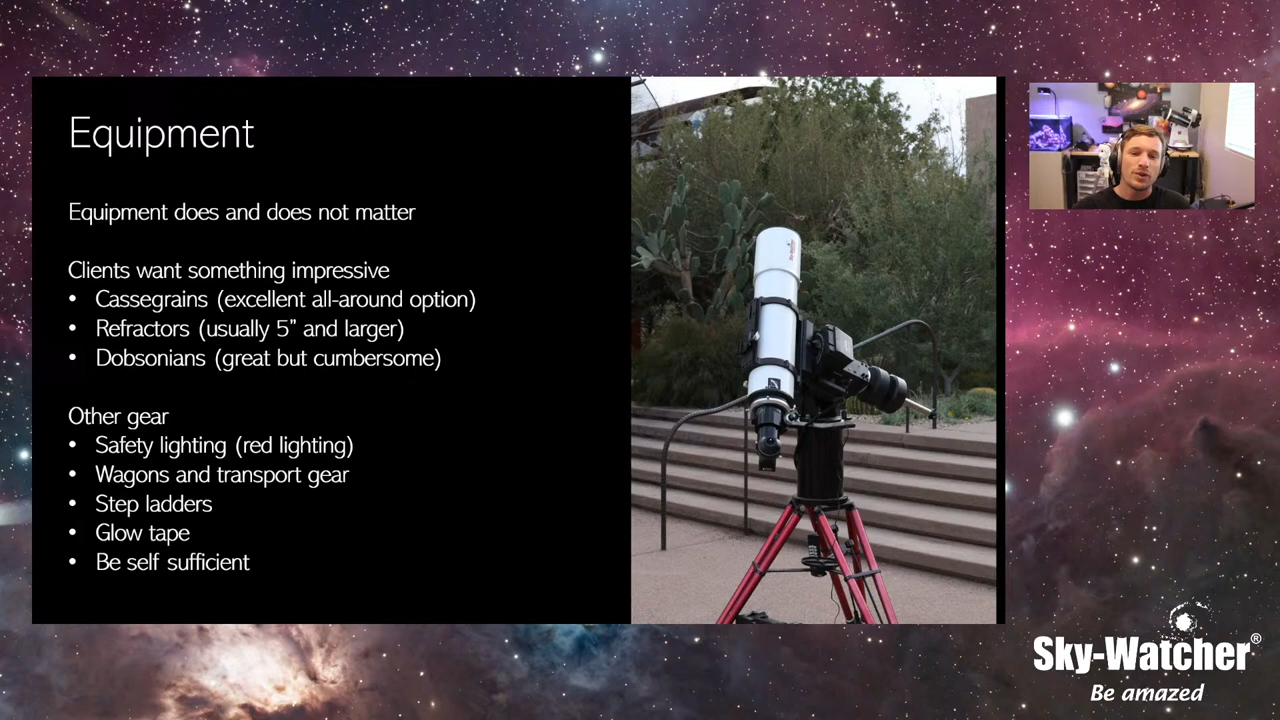 Equipment
Equipment does and does not matter
Clients want something impressive
• Cassegrains (excellent all-around option)
• Refractors (usually 5” and larger)
• Dobsonians (great but cumbersome)
Other gear
• Safety lighting (red lighting)
• Wagons and transport gear
• Step ladders
• Glow tape
• Be self sufficient
Sky-Watcher
Sky-Watcher®
Be amazed